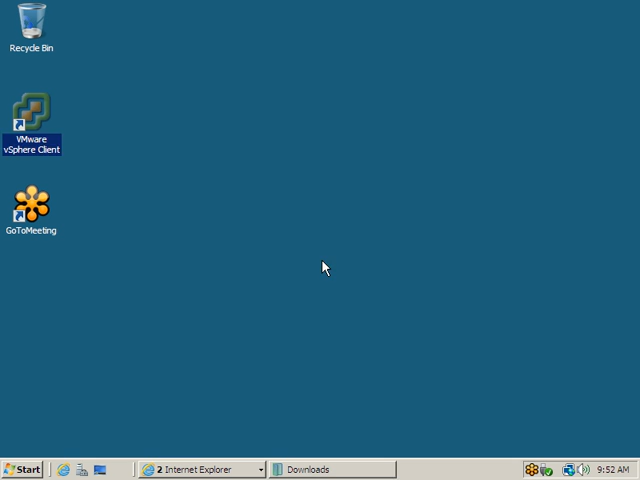 Recycle Bin
VMware
vSphere Client
GoToMeeting
Start
2 Internet Explorer
Downloads
9:52 AM